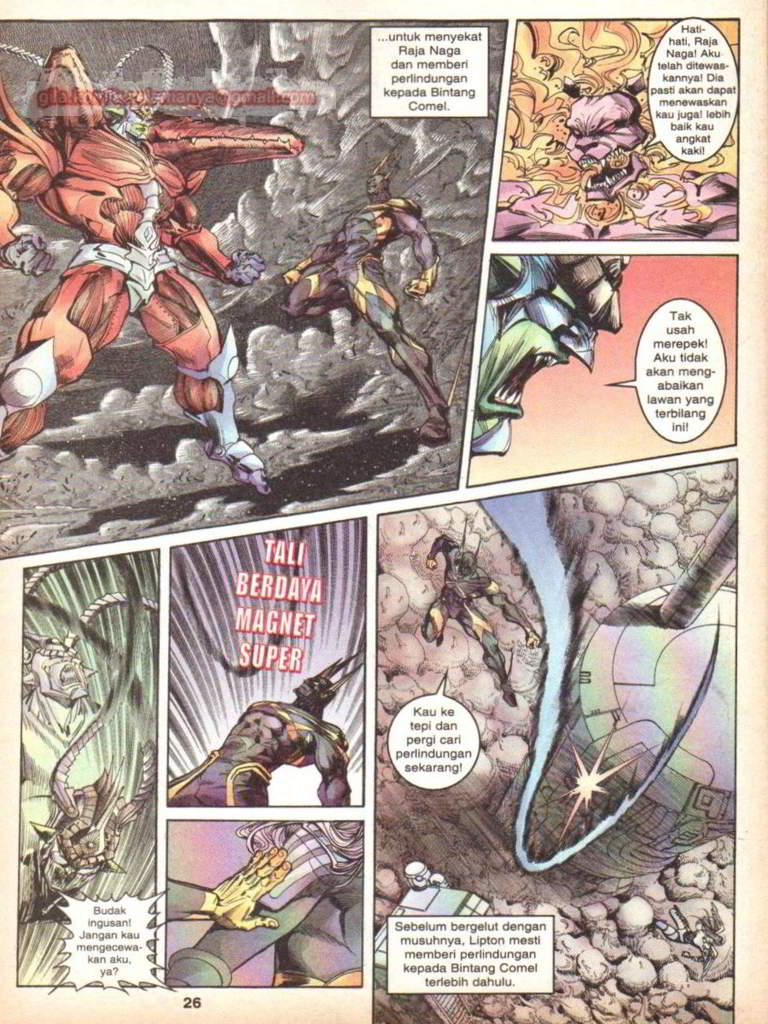 ...untuk menyekat
Raja Naga
dan memberi
perlindungan
kepada Bintang
Comel.
Hati-
hati, Raja
Naga! Aku
telah ditewas-
kannya! Dia
pasti akan dapat
menewaskan
kau juga! lebih
baik kau
angkat
kaki!
Tak
usah
merepek!
Aku tidak
akan meng-
abaikan
lawan yang
terbilang
ini!
Budak
ingusan!
Jangan kau
mengecewa-
kan aku,
ya?
TALI
BERDAYA
MAGNET
SUPER
Kau ke
tepi dan
pergi cari
perlindungan
sekarang!
Sebelum bergelut dengan
musuhnya, Lipton mesti
memberi perlindungan
kepada Bintang Comel
terlebih dahulu.
26